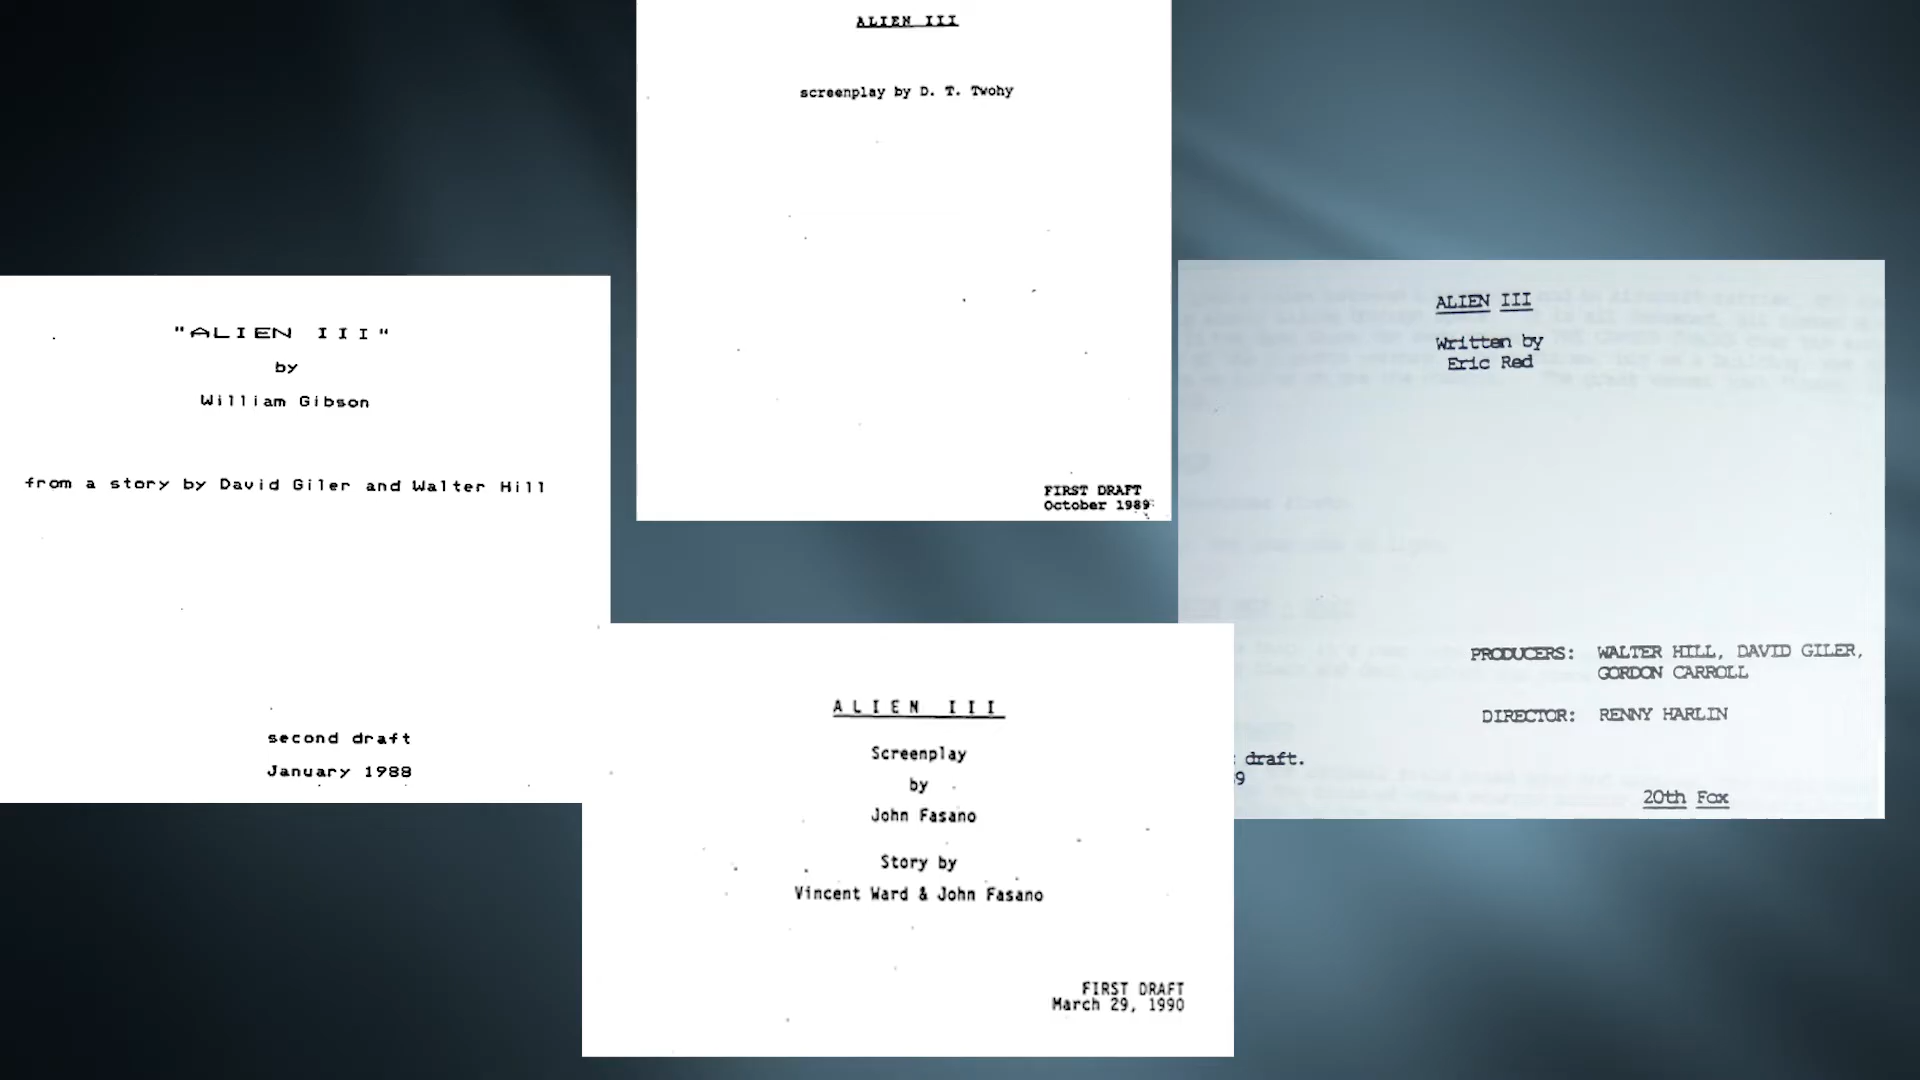 ALIEN III
screenplay by D. T. Twohy
FIRST DRAFT
October 1989
"ALIEN III"
by
William Gibson
from a story by David Giler and Walter Hill
second draft
January 1988
ALIEN III
Written by
Eric Red
PRODUCERS: WALTER HILL, DAVID GILER,
GORDON CARROLL
DIRECTOR: RENNY HARLIN
draft.
9
20th Fox
ALIEN III
Screenplay
by
John Fasano
Story by
Vincent Ward & John Fasano
FIRST DRAFT
March 29, 1990